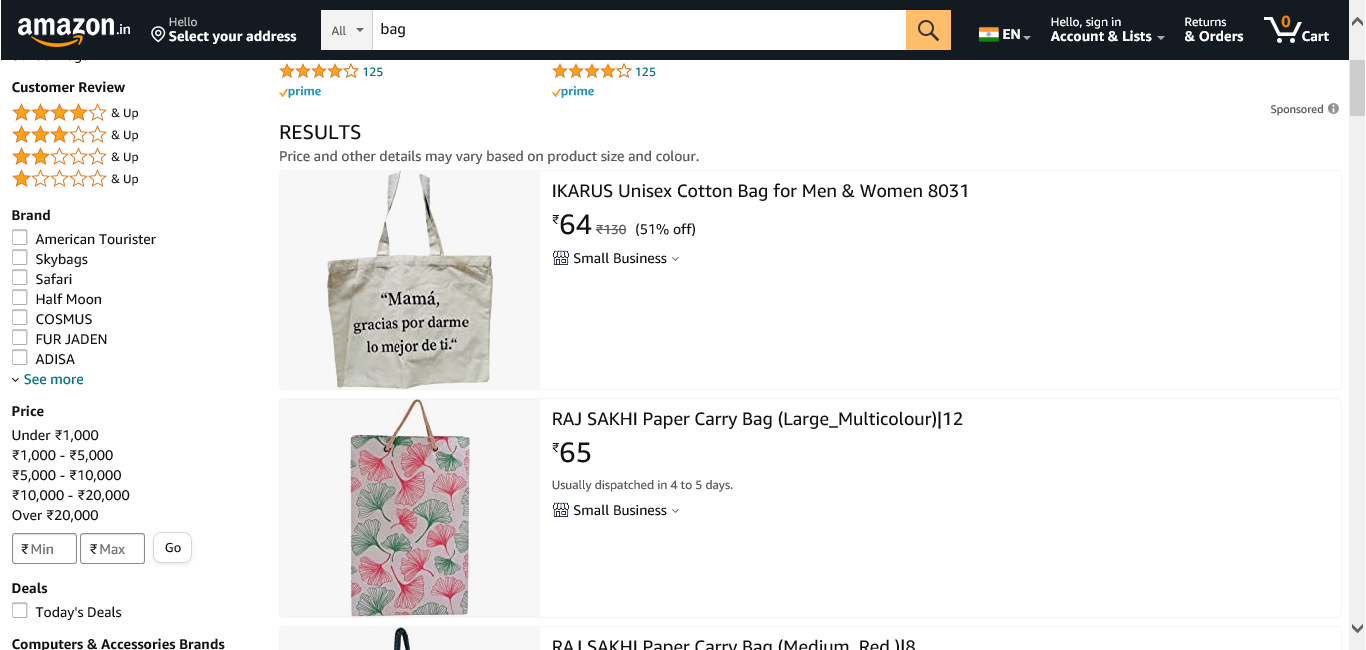 amazon.in
Hello
Select your address
All
bag
EN
Hello, sign in
Account & Lists
Returns
& Orders
0
Cart
Customer Review
& Up
& Up
& Up
& Up
Brand
American Tourister
Skybags
Safari
Half Moon
COSMUS
FUR JADEN
ADISA
See more
Price
Under ₹1,000
₹1,000 - ₹5,000
₹5,000 - ₹10,000
₹10,000 - ₹20,000
Over ₹20,000
₹ Min
₹ Max
Go
Deals
Today's Deals
Computers & Accessories Brands
125
prime
125
prime
Sponsored
RESULTS
Price and other details may vary based on product size and colour.
“Mamá,
gracias por darme
lo mejor de ti.“
IKARUS Unisex Cotton Bag for Men & Women 8031
₹64 ₹130 (51% off)
Small Business
RAJ SAKHI Paper Carry Bag (Large_Multicolour)|12
₹65
Usually dispatched in 4 to 5 days.
Small Business
RAJ SAKHI Paper Carry Bag (Medium_Red )|8